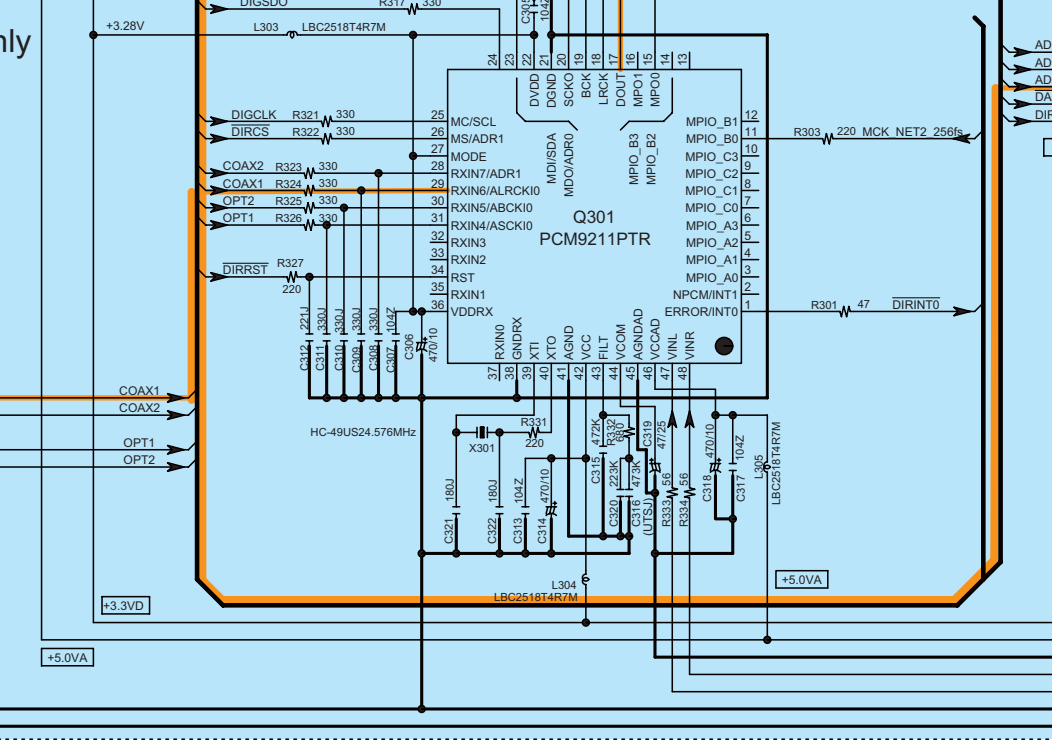 nly
DIGSDO
R317
330
C305
104Z
+3.28V
L303
LBC2518T4R7M
24
23
22
21
20
19
18
17
16
15
14
13
DVDD
DGND
SCKO
BCK
LRCK
DOUT
MPO1
MPO0
MDI/SDA
MDO/ADR0
MPIO_B3
MPIO_B2
DIGCLK R321 330 25 MC/SCL
DIRCS R322 330 26 MS/ADR1
27 MODE
COAX2 R323 330 28 RXIN7/ADR1
COAX1 R324 330 29 RXIN6/ALRCKI0
OPT2 R325 330 30 RXIN5/ABCKI0
OPT1 R326 330 31 RXIN4/ASCKI0
32 RXIN3
33 RXIN2
DIRRST R327 220 34 RST
35 RXIN1
36 VDDRX
Q301
PCM9211PTR
MPIO_B1 12
MPIO_B0 11
MPIO_C3 10
MPIO_C2 9
MPIO_C1 8
MPIO_C0 7
MPIO_A3 6
MPIO_A2 5
MPIO_A1 4
MPIO_A0 3
NPCM/INT1 2
ERROR/INT0 1
R303 220 MCK_NET2_256fs
R301 47 DIRINT0
AD
AD
AD
DA
DIR
C312 221J
C311 330J
C310 330J
C309 330J
C308 330J
C307 104Z
C306 470/10
RXIN0
GNDRX
XTI
XTO
AGND
VCC
FILT
VCOM
AGNDAD
VCCAD
VINL
VINR
37
38
39
40
41
42
43
44
45
46
47
48
COAX1
COAX2
OPT1
OPT2
HC-49US24.576MHz
X301
R331
220
C321 180J
C322 180J
C313 104Z
C314 470/10
C315 472K
R332 680
C320 223K
C316 473K
(UTSJ)
C319 47/25
R333 56
R334 56
C318 470/10
C317 104Z
L305
LBC2518T4R7M
L304
LBC2518T4R7M
+5.0VA
+3.3VD
+5.0VA